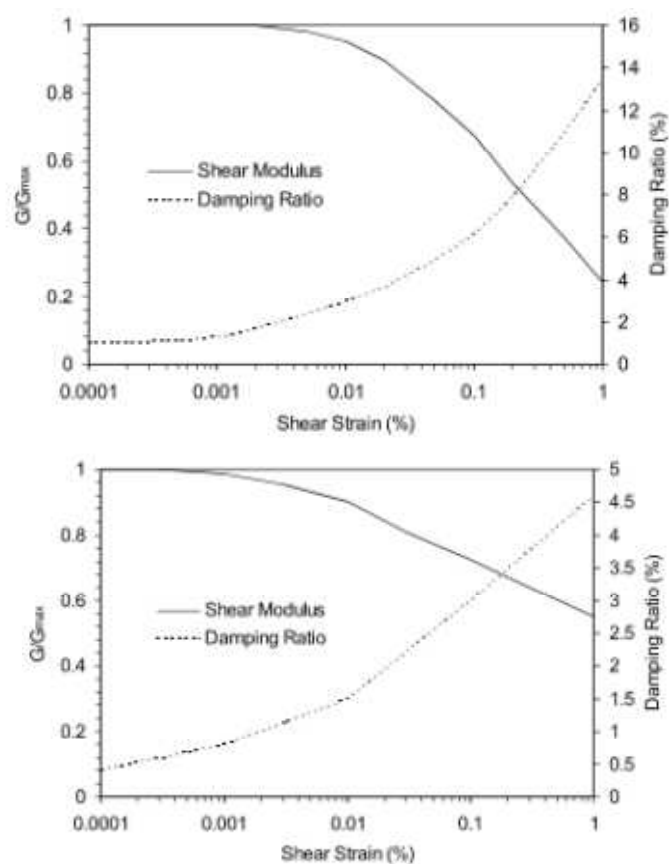 1 16
14
0.8 12
0.6 10
Shear Modulus
Damping Ratio
8
0.4 6
4
0.2 2
0 0
0.0001 0.001 0.01 0.1 1
Shear Strain (%)
G/Gmax
Damping Ratio (%)
1 5
4.5
0.8 4
3.5
0.6 3
Shear Modulus
Damping Ratio
2.5
0.4 2
1.5
0.2 1
0.5
0 0
0.0001 0.001 0.01 0.1 1
Shear Strain (%)
G/Gmax
Damping Ratio (%)